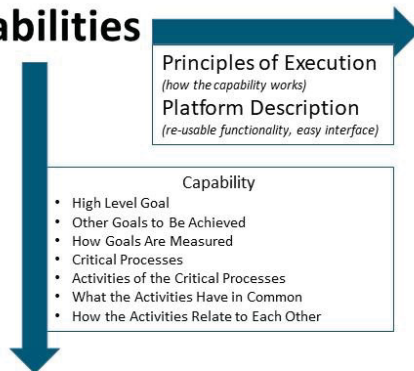 abilities
Principles of Execution
(how the capability works)
Platform Description
(re-usable functionality, easy interface)
Capability
• High Level Goal
• Other Goals to Be Achieved
• How Goals Are Measured
• Critical Processes
• Activities of the Critical Processes
• What the Activities Have in Common
• How the Activities Relate to Each Other